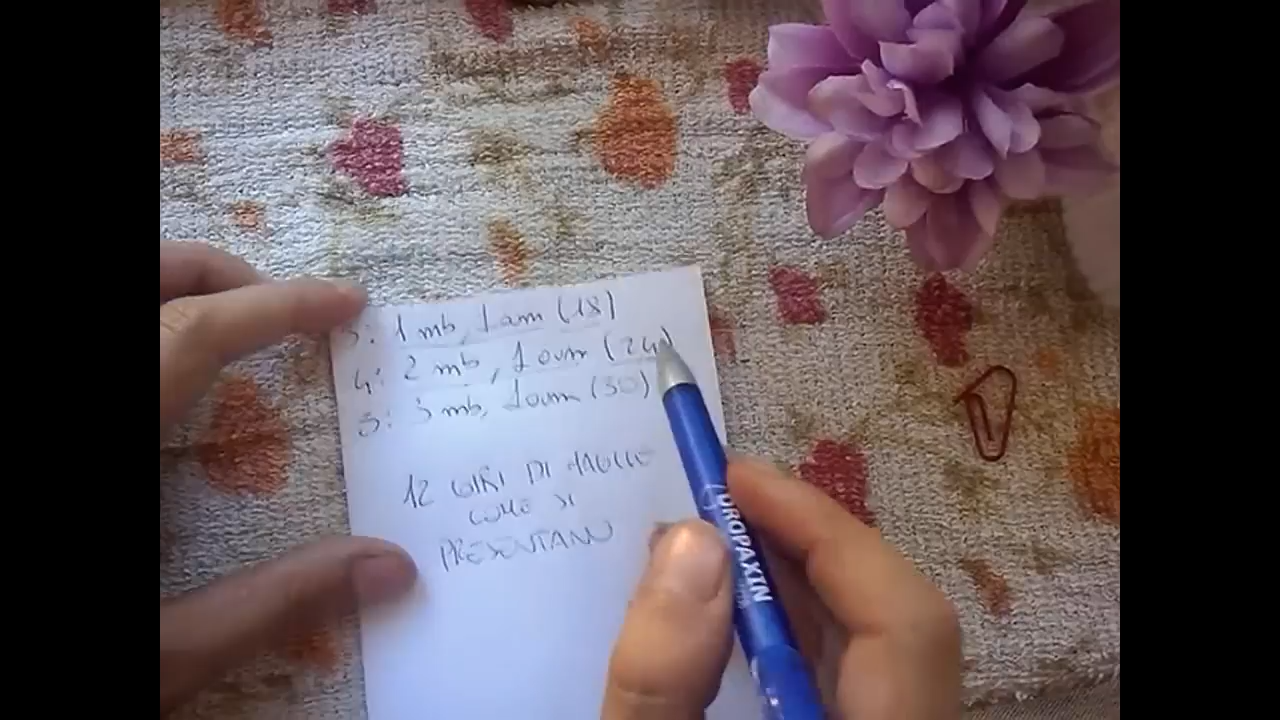 3: 1 mb, 1 aum (18)
4: 2 mb, 1 aum (24)
5: 3 mb, 1 aum (30)
12 GIRI DI MAGLIE
COME SI
PRESENTANO
DROPAXIN